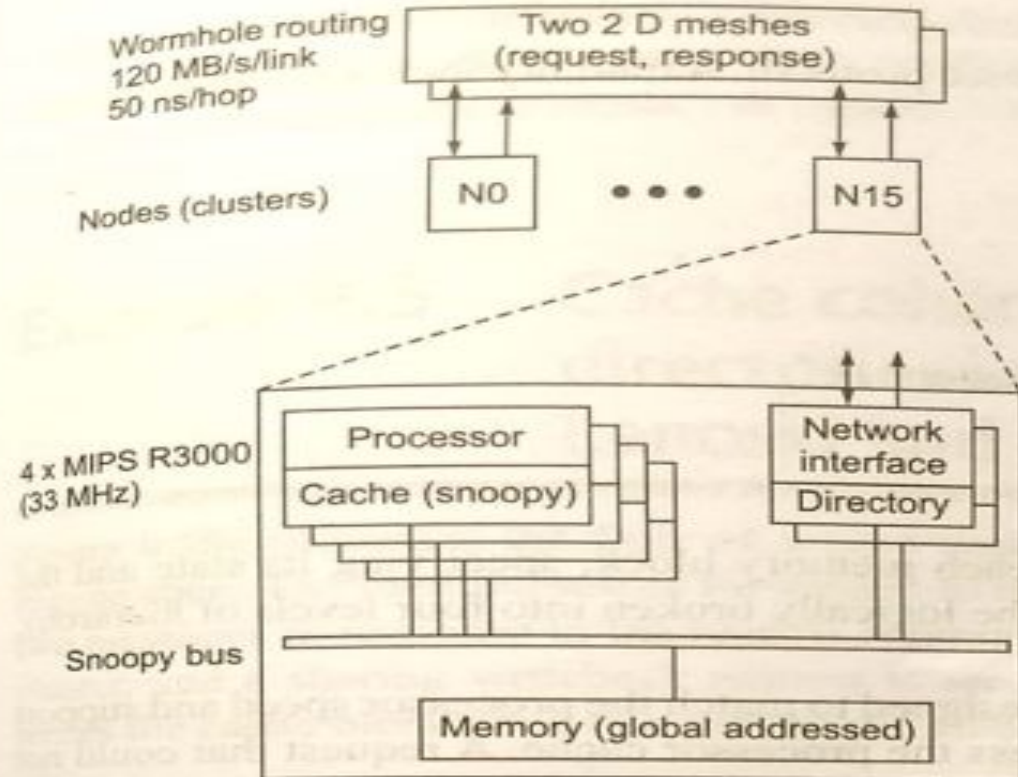 Wormhole routing
120 MB/s/link
50 ns/hop
Two 2 D meshes
(request, response)
Nodes (clusters)
N0
N15
4 x MIPS R3000
(33 MHz)
Processor
Cache (snoopy)
Network
interface
Directory
Snoopy bus
Memory (global addressed)